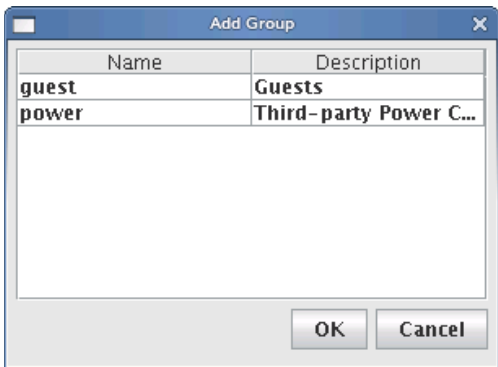 Add Group
Name Description
guest Guests
power Third-party Power C...
OK Cancel